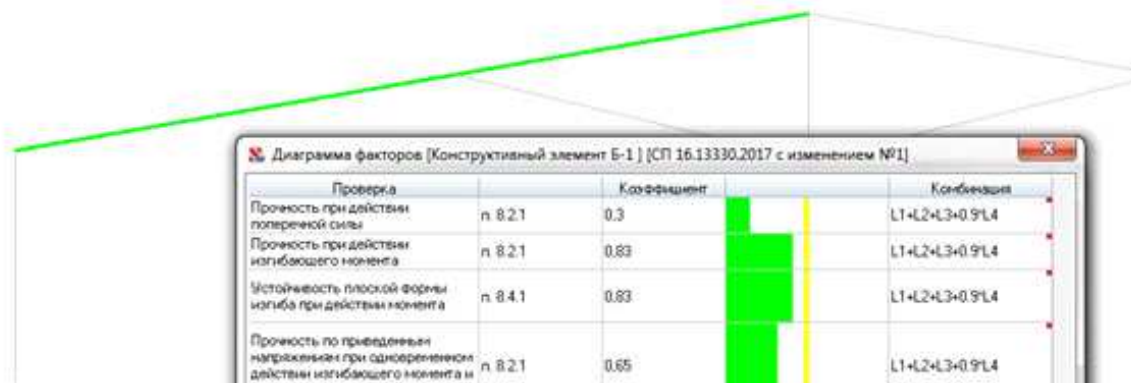 Диаграмма факторов [Конструктивный элемент Б-1 ] [СП 16.13330.2017 с изменением №1]
Проверка Коэффициент Комбинация
Прочность при действии
поперечной силы
п. 8.2.1 0.3 L1+L2+L3+0.9*L4
Прочность при действии
изгибающего момента
п. 8.2.1 0.83 L1+L2+L3+0.9*L4
Устойчивость плоской формы
изгиба при действии момента
п. 8.4.1 0.83 L1+L2+L3+0.9*L4
Прочность по приведенным
напряжениям при одновременном
действии изгибающего момента и
п. 8.2.1 0.65 L1+L2+L3+0.9*L4